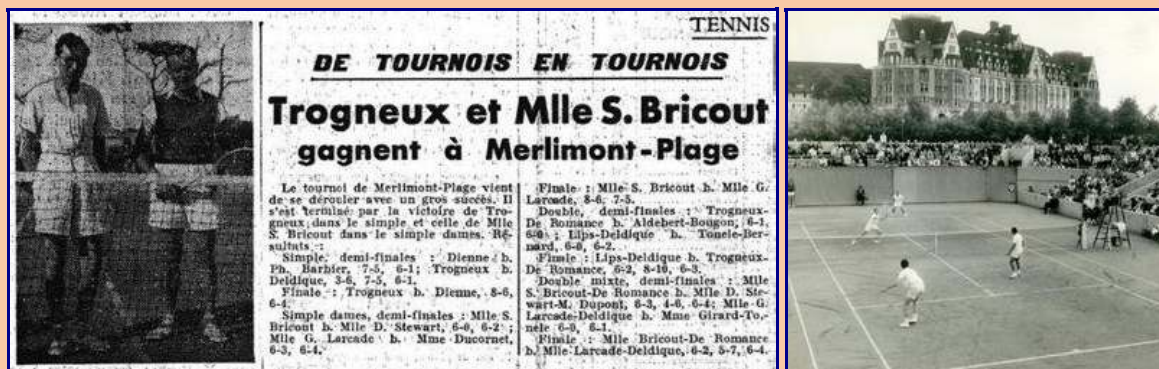 TENNIS
DE TOURNOIS EN TOURNOIS
Trogneux et Mlle S. Bricout
gagnent à Merlimont-Plage
Le tournoi de Merlimont-Plage vient
de se dérouler avec un gros succès. Il
s'est terminé par la victoire de Tro-
gneux dans le simple et celle de Mlle
S. Bricout dans le simple dames. Ré-
sultats :
Simple, demi-finales : Dienne b.
Ph. Barbier, 7-5, 6-1; Trogneux b.
Deldique, 3-6, 7-5, 6-1.
Finale : Trogneux b. Dienne, 8-6,
6-4.
Simple dames, demi-finales : Mlle S.
Bricout b. Mlle D. Stewart, 6-0, 6-2 ;
Mlle G. Larcade b. Mme Ducornet,
6-3, 6-4.
Finale : Mlle S. Bricout b. Mlle G.
Larcade, 8-6, 7-5.
Double, demi-finales : Trogneux-
De Romance b. Aldebert-Bougon, 6-1,
6-0 ; Lips-Deldique b. Tonele-Ber-
nard, 6-0, 6-2.
Finale : Lips-Deldique b. Trogneux-
De Romance, 6-2, 8-10, 6-3.
Double mixte, demi-finales : Mlle
S. Bricout-De Romance b. Mlle D. Ste-
wart-M. Dupont, 6-3, 4-6, 6-4; Mlle G.
Larcade-Deldique b. Mme Girard-To-
nele 6-0, 6-1.
Finale : Mlle Bricout-De Romance
b. Mlle Larcade-Deldique, 6-2, 5-7, 6-4.